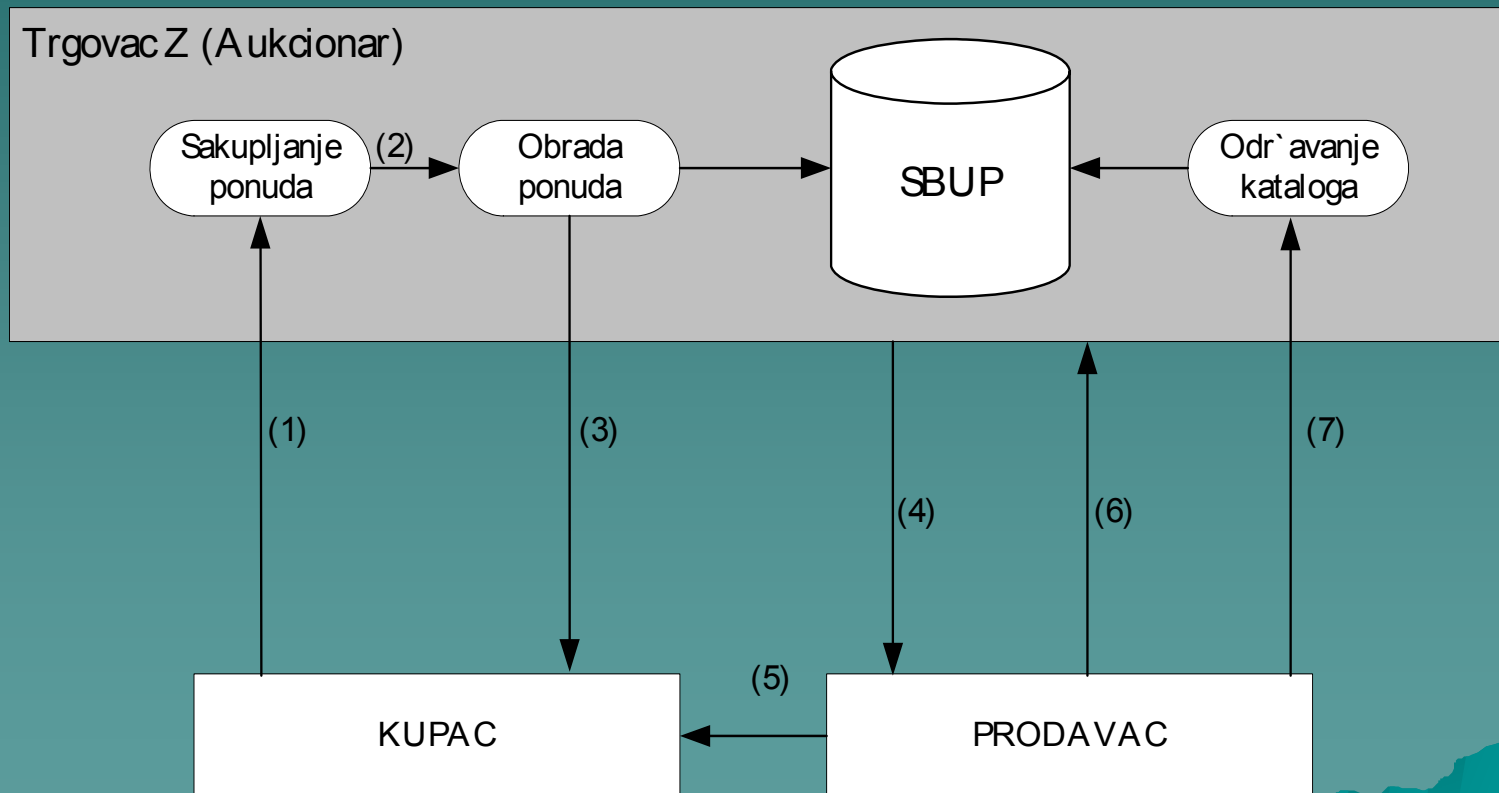 Trgovac Z (Aukcionar)
Sakupljanje
ponuda
(2)
Obrada
ponuda
SBUP
Odr`avanje
kataloga
(1)
(3)
(4)
(6)
(7)
(5)
KUPAC
PRODAVAC